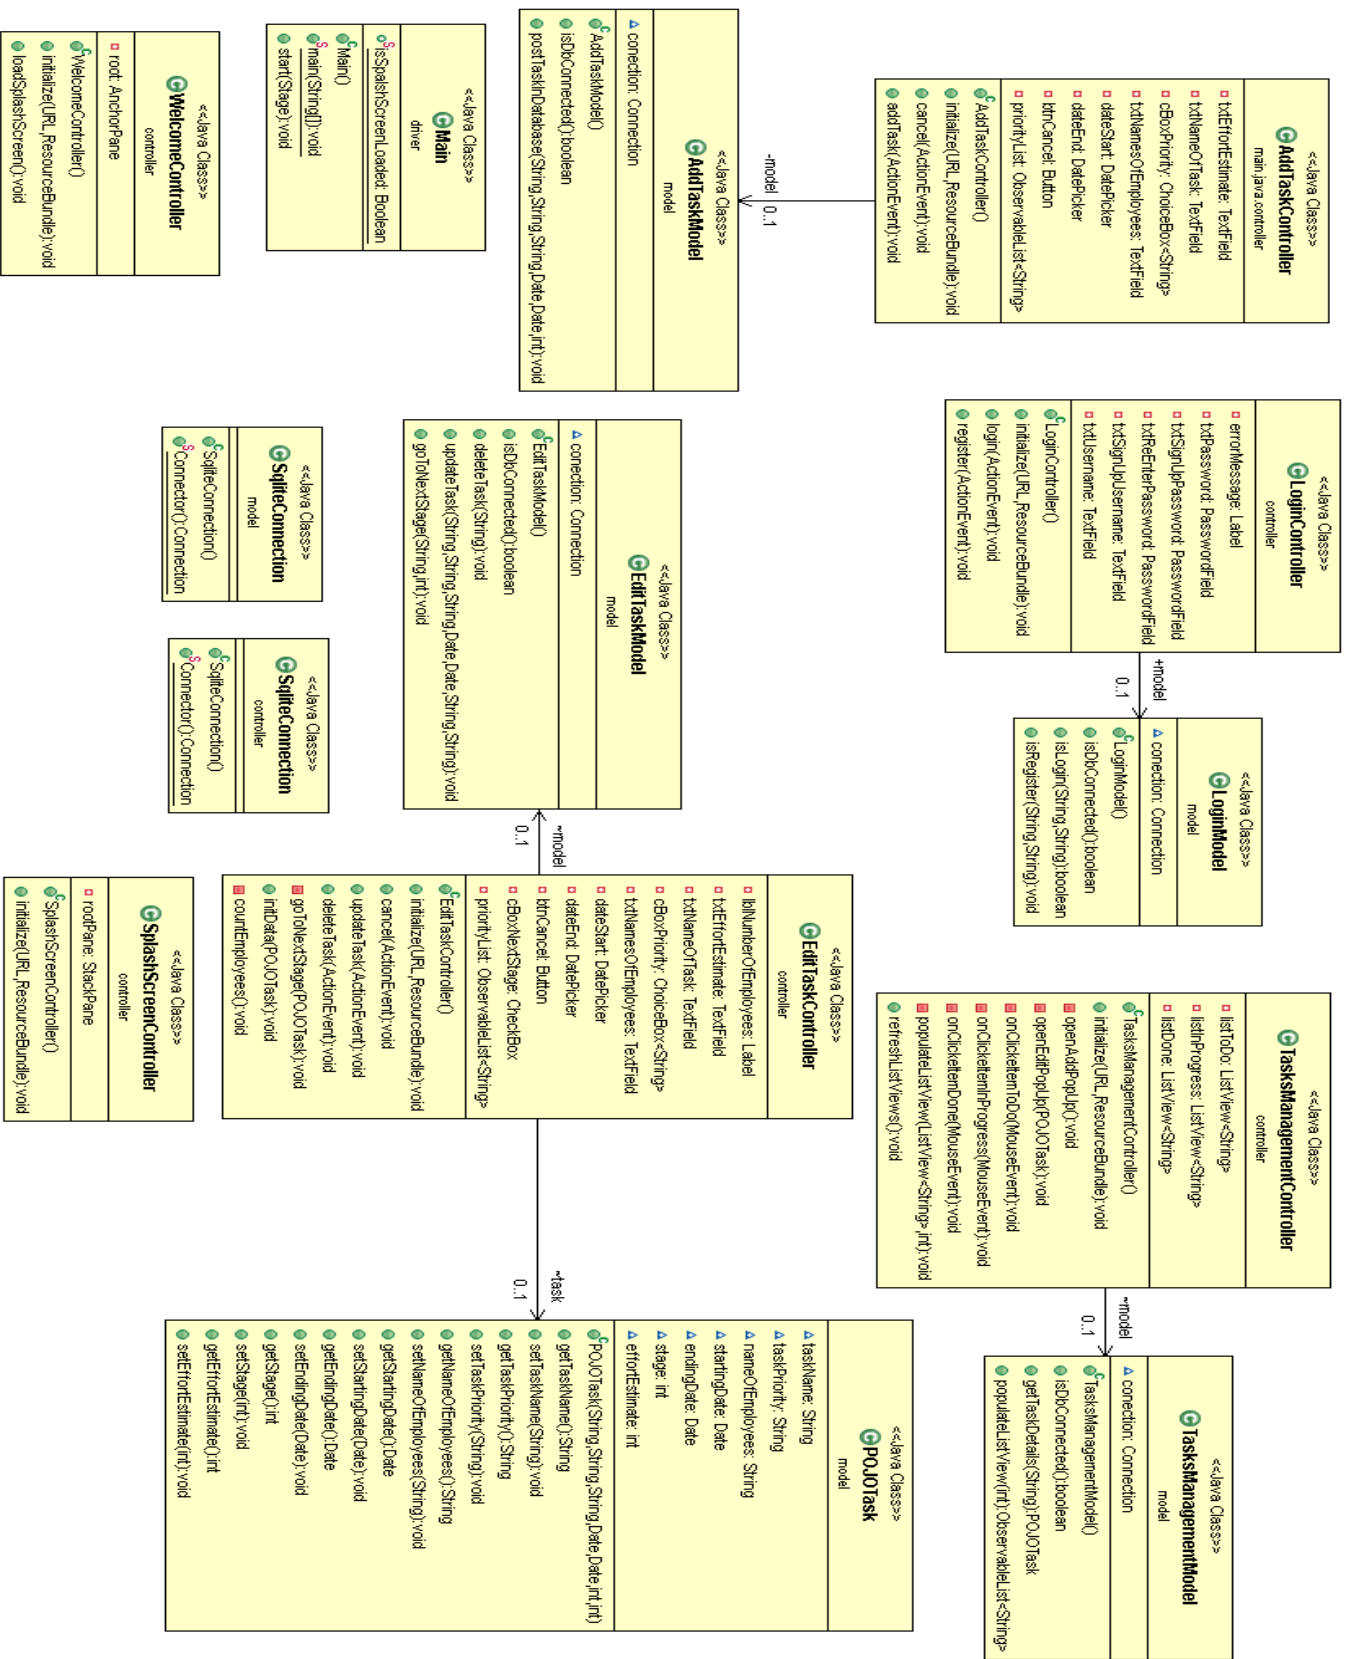 <<Java Class>>
AddTaskController
main.java.controller
txtEffortEstimate: TextField
txtNameOfTask: TextField
cBoxPriority: ChoiceBox<String>
txtNamesOfEmployees: TextField
dateStart: DatePicker
dateEnd: DatePicker
btnCancel: Button
priorityList: ObservableList<String>
AddTaskController()
initialize(URL,ResourceBundle):void
cancel(ActionEvent):void
addTask(ActionEvent):void
-model
0..1
<<Java Class>>
LoginController
controller
errorMessage: Label
txtPassword: PasswordField
txtSignUpPassword: PasswordField
txtReEnterPassword: PasswordField
txtSignUpUsername: TextField
txtUsername: TextField
LoginController()
initialize(URL,ResourceBundle):void
login(ActionEvent):void
register(ActionEvent):void
+model
0..1
<<Java Class>>
LoginModel
model
conection: Connection
LoginModel()
isDbConnected():boolean
isLogin(String,String):boolean
isRegister(String,String):void
<<Java Class>>
TasksManagementController
controller
listToDo: ListView<String>
listInProgress: ListView<String>
listDone: ListView<String>
TasksManagementController()
initialize(URL,ResourceBundle):void
openAddPopUp():void
openEditPopUp(POJOTask):void
onClickItemToDo(MouseEvent):void
onClickItemInProgress(MouseEvent):void
onClickItemDone(MouseEvent):void
populateListView(ListView<String>,int):void
refreshListViews():void
~model
0..1
<<Java Class>>
TasksManagementModel
model
conection: Connection
TasksManagementModel()
isDbConnected():boolean
getTaskDetails(String):POJOTask
populateListView(int):ObservableList<String>
<<Java Class>>
AddTaskModel
model
conection: Connection
AddTaskModel()
isDbConnected():boolean
postTaskInDatabase(String,String,String,Date,Date,int):void
<<Java Class>>
EditTaskModel
model
conection: Connection
EditTaskModel()
isDbConnected():boolean
deleteTask(String):void
updateTask(String,String,String,Date,Date,String,String):void
goToNextStage(String,int):void
~model
0..1
<<Java Class>>
EditTaskController
controller
lblNumberOfEmployees: Label
txtEffortEstimate: TextField
txtNameOfTask: TextField
cBoxPriority: ChoiceBox<String>
txtNamesOfEmployees: TextField
dateStart: DatePicker
dateEnd: DatePicker
btnCancel: Button
cBoxNextStage: CheckBox
priorityList: ObservableList<String>
EditTaskController()
initialize(URL,ResourceBundle):void
cancel(ActionEvent):void
updateTask(ActionEvent):void
deleteTask(ActionEvent):void
goToNextStage(POJOTask):void
initData(POJOTask):void
countEmployees():void
~task
0..1
<<Java Class>>
POJOTask
model
taskName: String
taskPriority: String
nameOfEmployees: String
startingDate: Date
endingDate: Date
stage: int
effortEstimate: int
POJOTask(String,String,String,Date,Date,int,int)
getTaskName():String
setTaskName(String):void
getTaskPriority():String
setTaskPriority(String):void
getNameOfEmployees():String
setNameOfEmployees(String):void
getStartingDate():Date
setStartingDate(Date):void
getEndingDate():Date
setEndingDate(Date):void
getStage():int
setStage(int):void
getEffortEstimate():int
setEffortEstimate(int):void
<<Java Class>>
Main
driver
isSpalshScreenLoaded: Boolean
Main()
main(String[]):void
start(Stage):void
<<Java Class>>
SqliteConnection
model
SqliteConnection()
Connector():Connection
<<Java Class>>
SqliteConnection
controller
SqliteConnection()
Connector():Connection
<<Java Class>>
WelcomeController
controller
root: AnchorPane
WelcomeController()
initialize(URL,ResourceBundle):void
loadSplashScreen():void
<<Java Class>>
SplashScreenController
controller
rootPane: StackPane
SplashScreenController()
initialize(URL,ResourceBundle):void